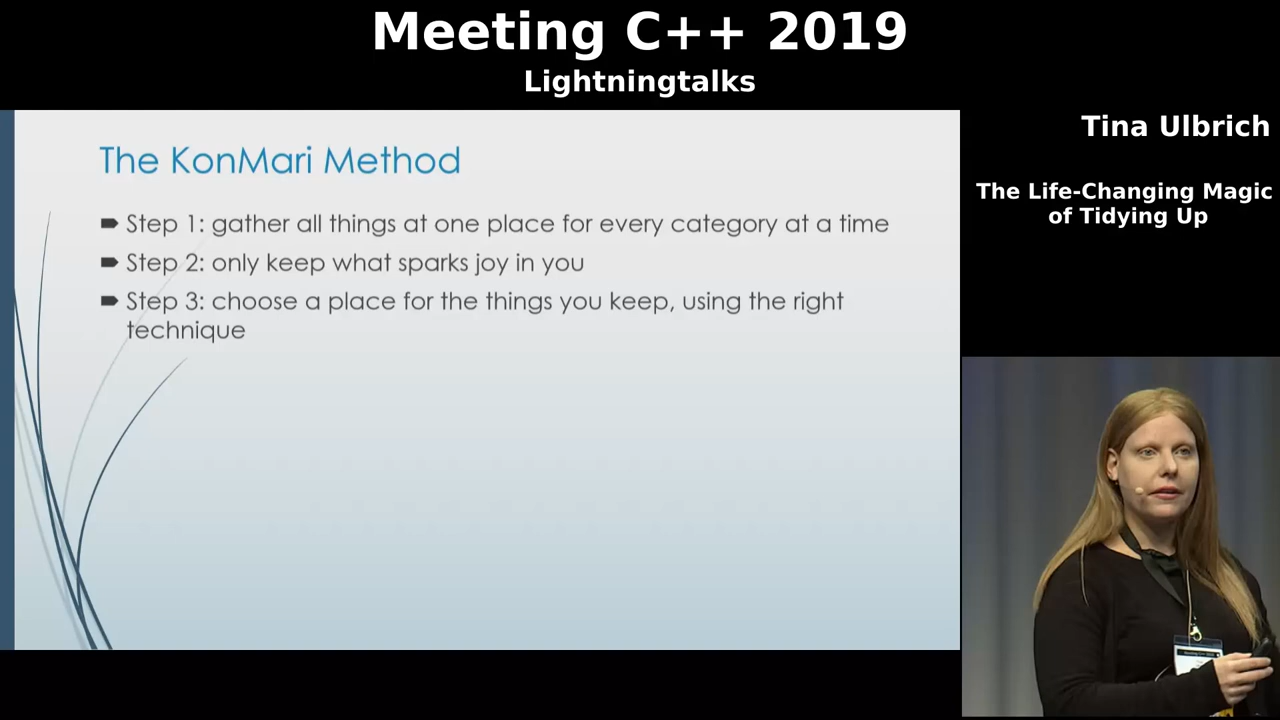 Meeting C++ 2019
Lightningtalks
Tina Ulbrich
The Life-Changing Magic
of Tidying Up
The KonMari Method
Step 1: gather all things at one place for every category at a time
Step 2: only keep what sparks joy in you
Step 3: choose a place for the things you keep, using the right
technique